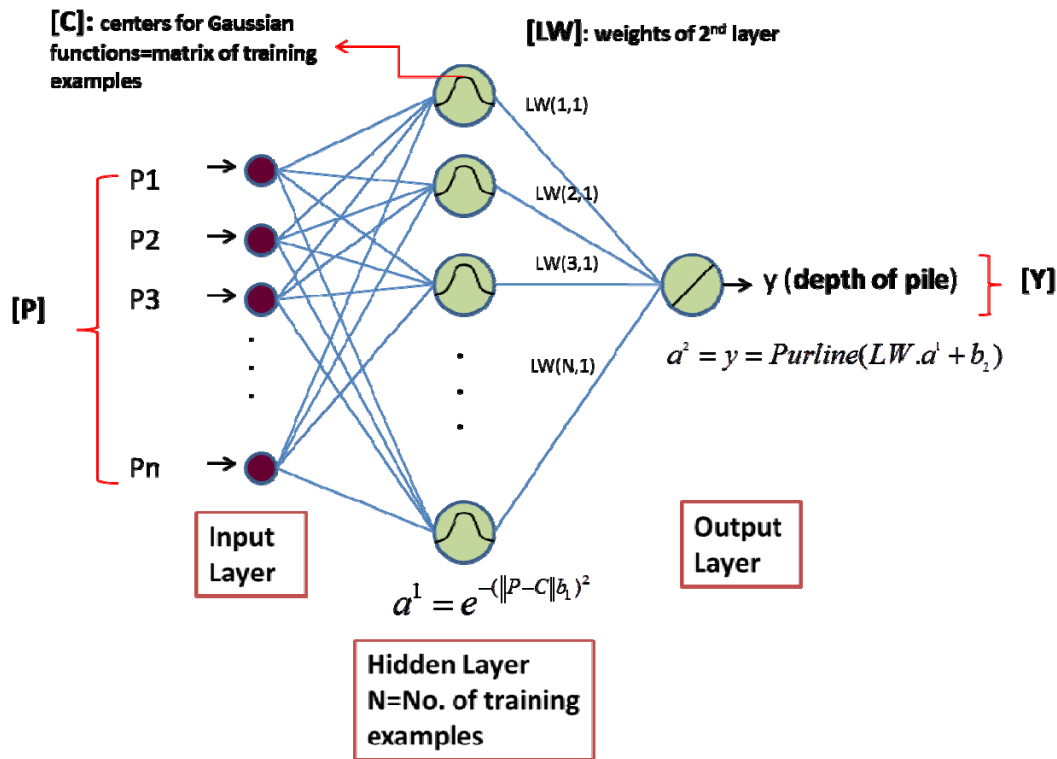 [C]: centers for Gaussian
functions=matrix of training
examples
[LW]: weights of 2nd layer
LW(1,1)
P1
LW(2,1)
P2
LW(3,1)
P3
[P]
y (depth of pile)
[Y]
a² = y = Purline(LW.a¹ + b₂)
LW(N,1)
Pn
Input
Layer
Output
Layer
a¹ = e^-(‖P-C‖b₁)²
Hidden Layer
N=No. of training
examples